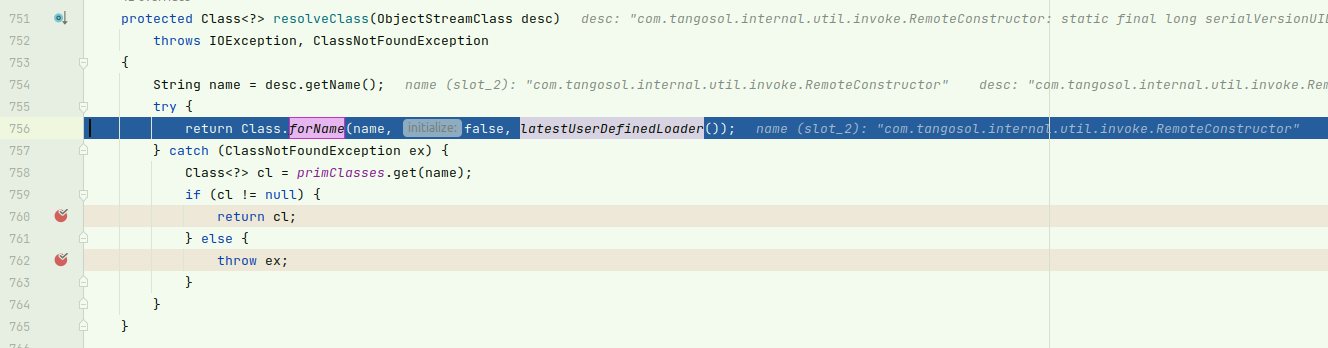 751 protected Class<?> resolveClass(ObjectStreamClass desc) desc: "com.tangosol.internal.util.invoke.RemoteConstructor: static final long serialVersionUID
752 throws IOException, ClassNotFoundException
753 {
754 String name = desc.getName(); name (slot_2): "com.tangosol.internal.util.invoke.RemoteConstructor" desc: "com.tangosol.internal.util.invoke.Rem
755 try {
756 return Class.forName(name, initialize: false, latestUserDefinedLoader()); name (slot_2): "com.tangosol.internal.util.invoke.RemoteConstructor"
757 } catch (ClassNotFoundException ex) {
758 Class<?> cl = primClasses.get(name);
759 if (cl != null) {
760 return cl;
761 } else {
762 throw ex;
763 }
764 }
765 }